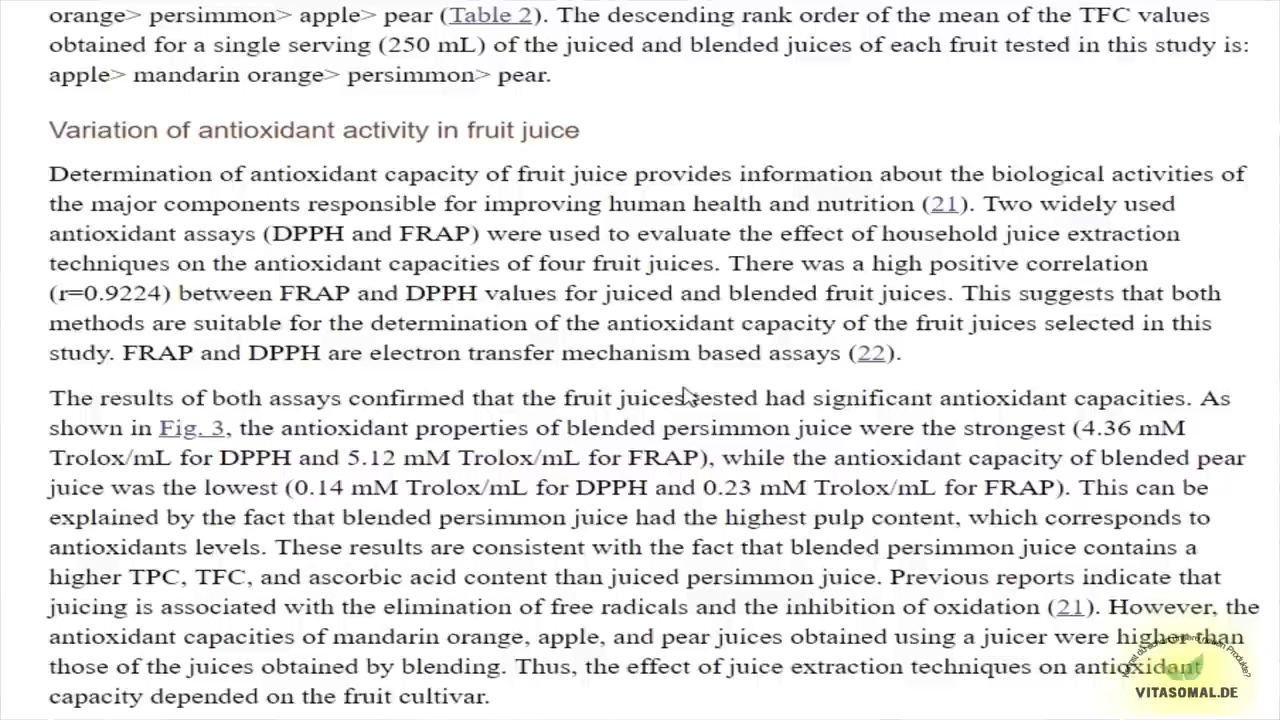 orange> persimmon> apple> pear (Table 2). The descending rank order of the mean of the TFC values
obtained for a single serving (250 mL) of the juiced and blended juices of each fruit tested in this study is:
apple> mandarin orange> persimmon> pear.
Variation of antioxidant activity in fruit juice
Determination of antioxidant capacity of fruit juice provides information about the biological activities of
the major components responsible for improving human health and nutrition (21). Two widely used
antioxidant assays (DPPH and FRAP) were used to evaluate the effect of household juice extraction
techniques on the antioxidant capacities of four fruit juices. There was a high positive correlation
(r=0.9224) between FRAP and DPPH values for juiced and blended fruit juices. This suggests that both
methods are suitable for the determination of the antioxidant capacity of the fruit juices selected in this
study. FRAP and DPPH are electron transfer mechanism based assays (22).
The results of both assays confirmed that the fruit juices tested had significant antioxidant capacities. As
shown in Fig. 3, the antioxidant properties of blended persimmon juice were the strongest (4.36 mM
Trolox/mL for DPPH and 5.12 mM Trolox/mL for FRAP), while the antioxidant capacity of blended pear
juice was the lowest (0.14 mM Trolox/mL for DPPH and 0.23 mM Trolox/mL for FRAP). This can be
explained by the fact that blended persimmon juice had the highest pulp content, which corresponds to
antioxidants levels. These results are consistent with the fact that blended persimmon juice contains a
higher TPC, TFC, and ascorbic acid content than juiced persimmon juice. Previous reports indicate that
juicing is associated with the elimination of free radicals and the inhibition of oxidation (21). However, the
antioxidant capacities of mandarin orange, apple, and pear juices obtained using a juicer were higher than
those of the juices obtained by blending. Thus, the effect of juice extraction techniques on antioxidant
capacity depended on the fruit cultivar.
VITASOMAL.DE